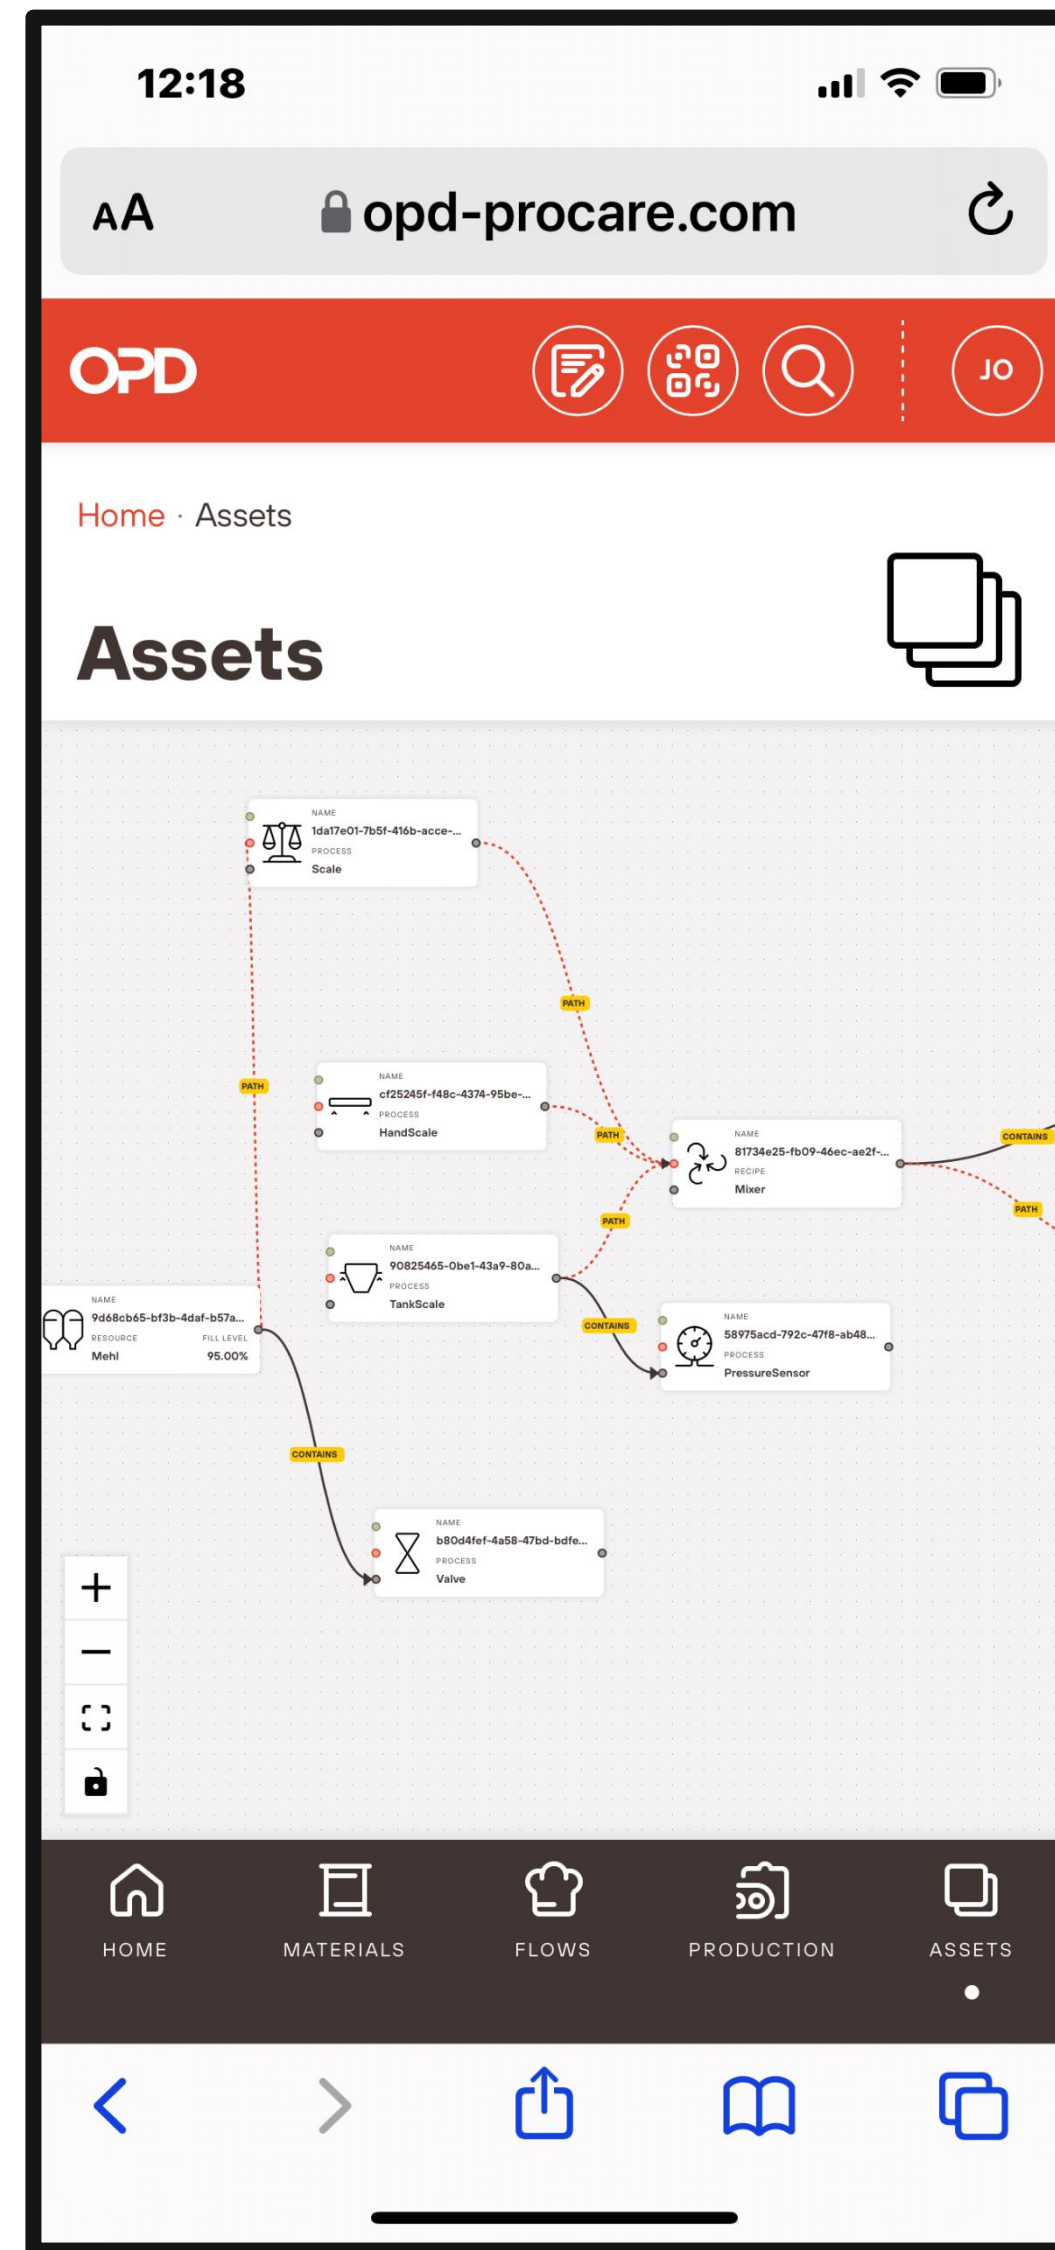 12:18
AA opd-procare.com
OPD
JO
Home · Assets
Assets
NAME
1da17e01-7b5f-416b-acce-...
PROCESS
Scale
PATH
NAME
cf25245f-f48c-4374-95be-...
PROCESS
HandScale
PATH
PATH
NAME
81734e25-fb09-46ec-ae2f-...
RECIPE
Mixer
CONTAINS
PATH
PATH
NAME
90825465-0be1-43a9-80a...
PROCESS
TankScale
CONTAINS
NAME
58975acd-792c-47f8-ab48...
PROCESS
PressureSensor
NAME
9d68cb65-bf3b-4daf-b57a...
RESOURCE FILL LEVEL
Mehl 95.00%
CONTAINS
NAME
b80d4fef-4a58-47bd-bdfe...
PROCESS
Valve
HOME MATERIALS FLOWS PRODUCTION ASSETS